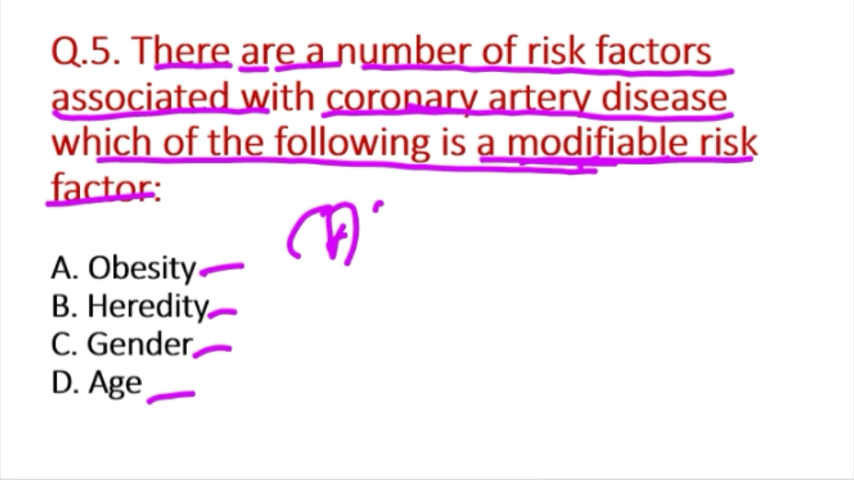 Q.5. There are a number of risk factors
associated with coronary artery disease
which of the following is a modifiable risk
factor:
A. Obesity
B. Heredity
C. Gender
D. Age